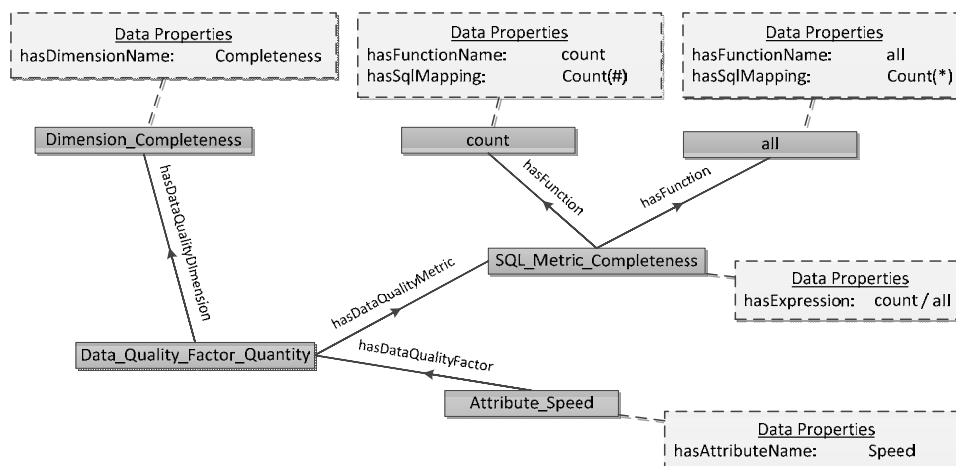 Data Properties
hasDimensionName: Completeness
Data Properties
hasFunctionName: count
hasSqlMapping: Count(#)
Data Properties
hasFunctionName: all
hasSqlMapping: Count(*)
Dimension_Completeness
count
all
hasDataQualityDImension
hasFunction
hasFunction
SQL_Metric_Completeness
hasDataQualityMetric
Data Properties
hasExpression: count / all
Data_Quality_Factor_Quantity
hasDataQualityFactor
Attribute_Speed
Data Properties
hasAttributeName: Speed